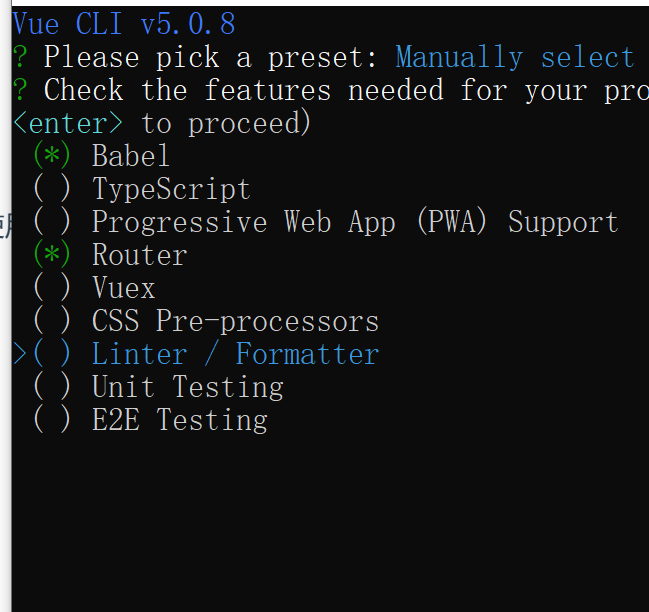 Vue CLI v5.0.8
? Please pick a preset: Manually select
? Check the features needed for your pro
<enter> to proceed)
(*) Babel
( ) TypeScript
( ) Progressive Web App (PWA) Support
(*) Router
( ) Vuex
( ) CSS Pre-processors
>( ) Linter / Formatter
( ) Unit Testing
( ) E2E Testing